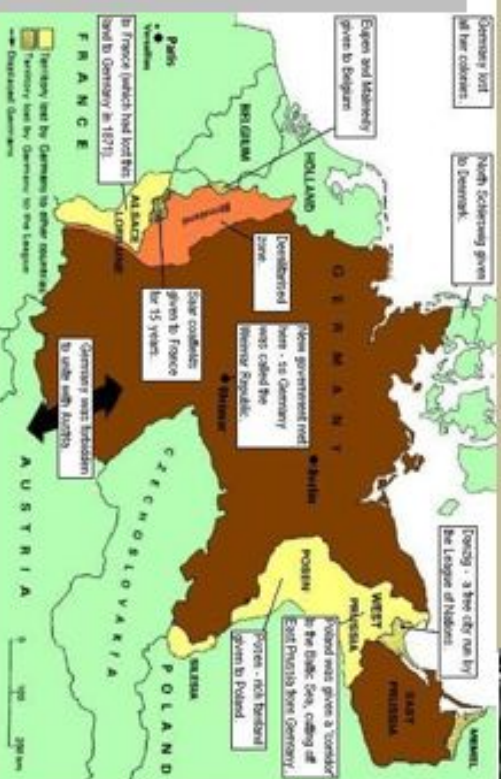 Germany lost
all her colonies.
North Schleswig given
to Denmark.
Danzig - a free city run by
the League of Nations
MEMEL
EAST
PRUSSIA
WEST
PRUSSIA
Poland was given a 'corridor'
to the Baltic Sea, cutting off
East Prussia from Germany.
Eupen and Malmedy
given to Belgium
HOLLAND
BELGIUM
Rhineland
Demilitarised
zone.
GERMANY
Berlin
New government met
here - so Germany
was called the
Weimar Republic.
Weimar
POSEN
Posen - rich farmland
given to Poland.
Paris
Versailles
FRANCE
to France (which had lost this
land to Germany in 1871).
ALSACE
LORRAINE
Saar coalfields
given to France
for 15 years.
Germany was forbidden
to unite with Austria
CZECHOSLOVAKIA
SILESIA
POLAND
AUSTRIA
Territory lost by Germany to other countries
Territory lost by Germany to the League
Displaced Germans
0 100 200 km